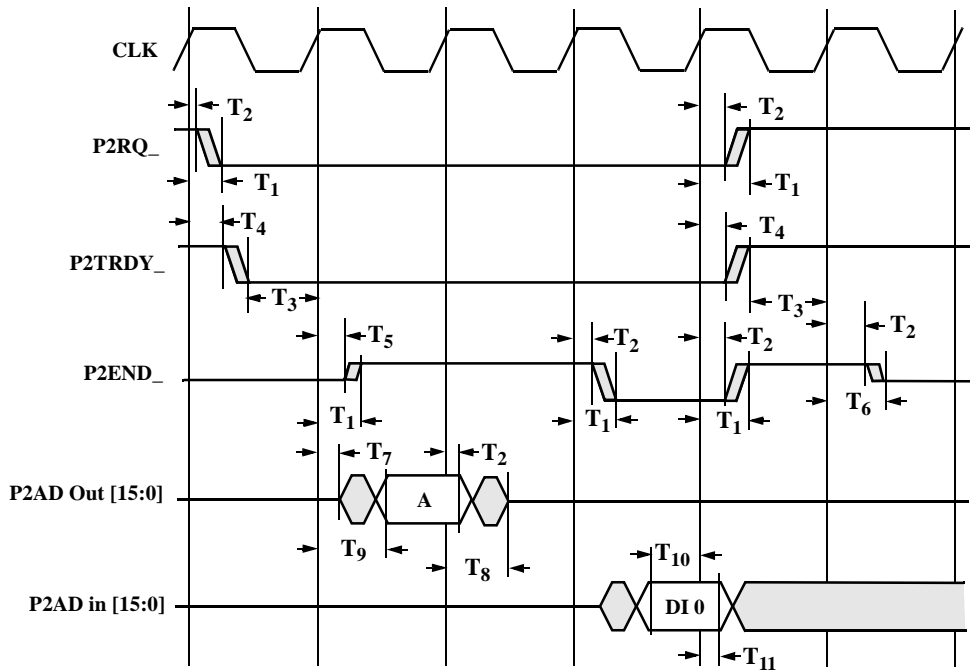 CLK
T2 T2
P2RQ_
T1 T1
T4 T4
P2TRDY_
T3 T3
T5 T2 T2 T2
P2END_
T1 T1 T1 T6
T7 T2
P2AD Out [15:0] A
T9 T8
T10
P2AD in [15:0] DI 0
T11